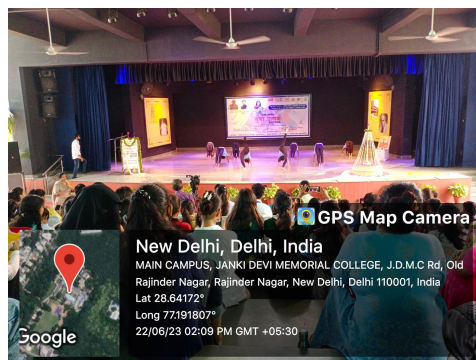 GPS Map Camera
New Delhi, Delhi, India
MAIN CAMPUS, JANKI DEVI MEMORIAL COLLEGE, J.D.M.C Rd, Old
Rajinder Nagar, Rajinder Nagar, New Delhi, Delhi 110001, India
Lat 28.64172°
Long 77.191807°
22/06/23 02:09 PM GMT +05:30
Google